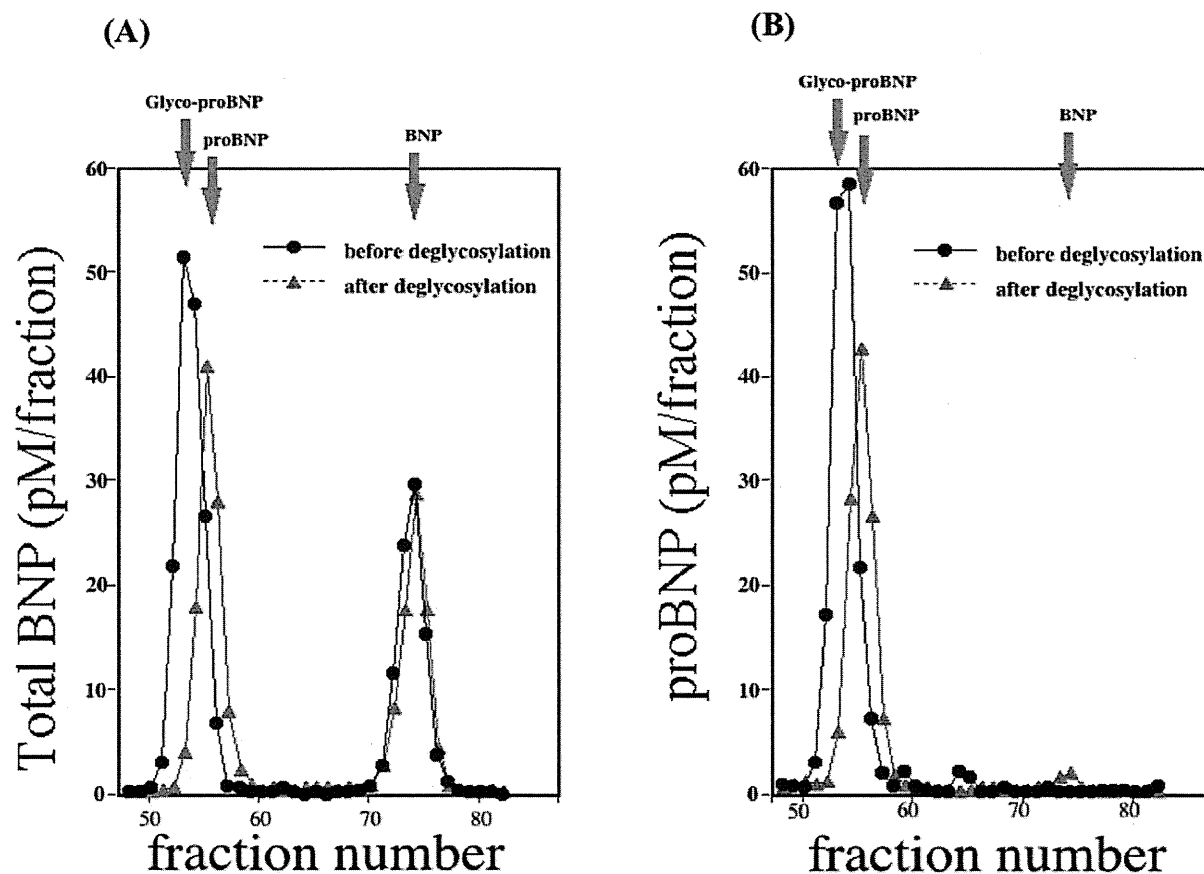 (A)
Glyco-proBNP
proBNP
BNP
60
50
40
30
20
10
0
before deglycosylation
after deglycosylation
Total BNP (pM/fraction)
50
60
70
80
fraction number
(B)
Glyco-proBNP
proBNP
BNP
60
50
40
30
20
10
0
before deglycosylation
after deglycosylation
proBNP (pM/fraction)
50
60
70
80
fraction number